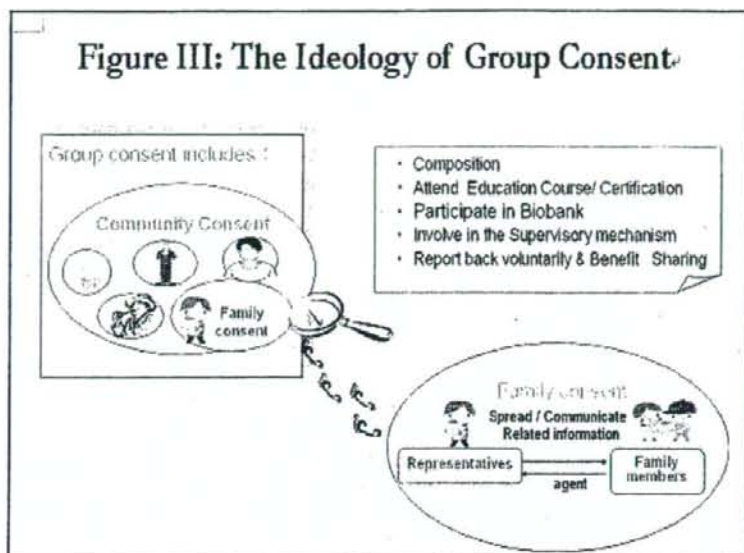 Figure III: The Ideology of Group Consent
Group consent includes :
Community Consent
Family
consent
• Composition
• Attend Education Course/ Certification
• Participate in Biobank
• Involve in the Supervisory mechanism
• Report back voluntarily & Benefit Sharing
Family consent
Spread / Communicate
Related information
Representatives
agent
Family
members